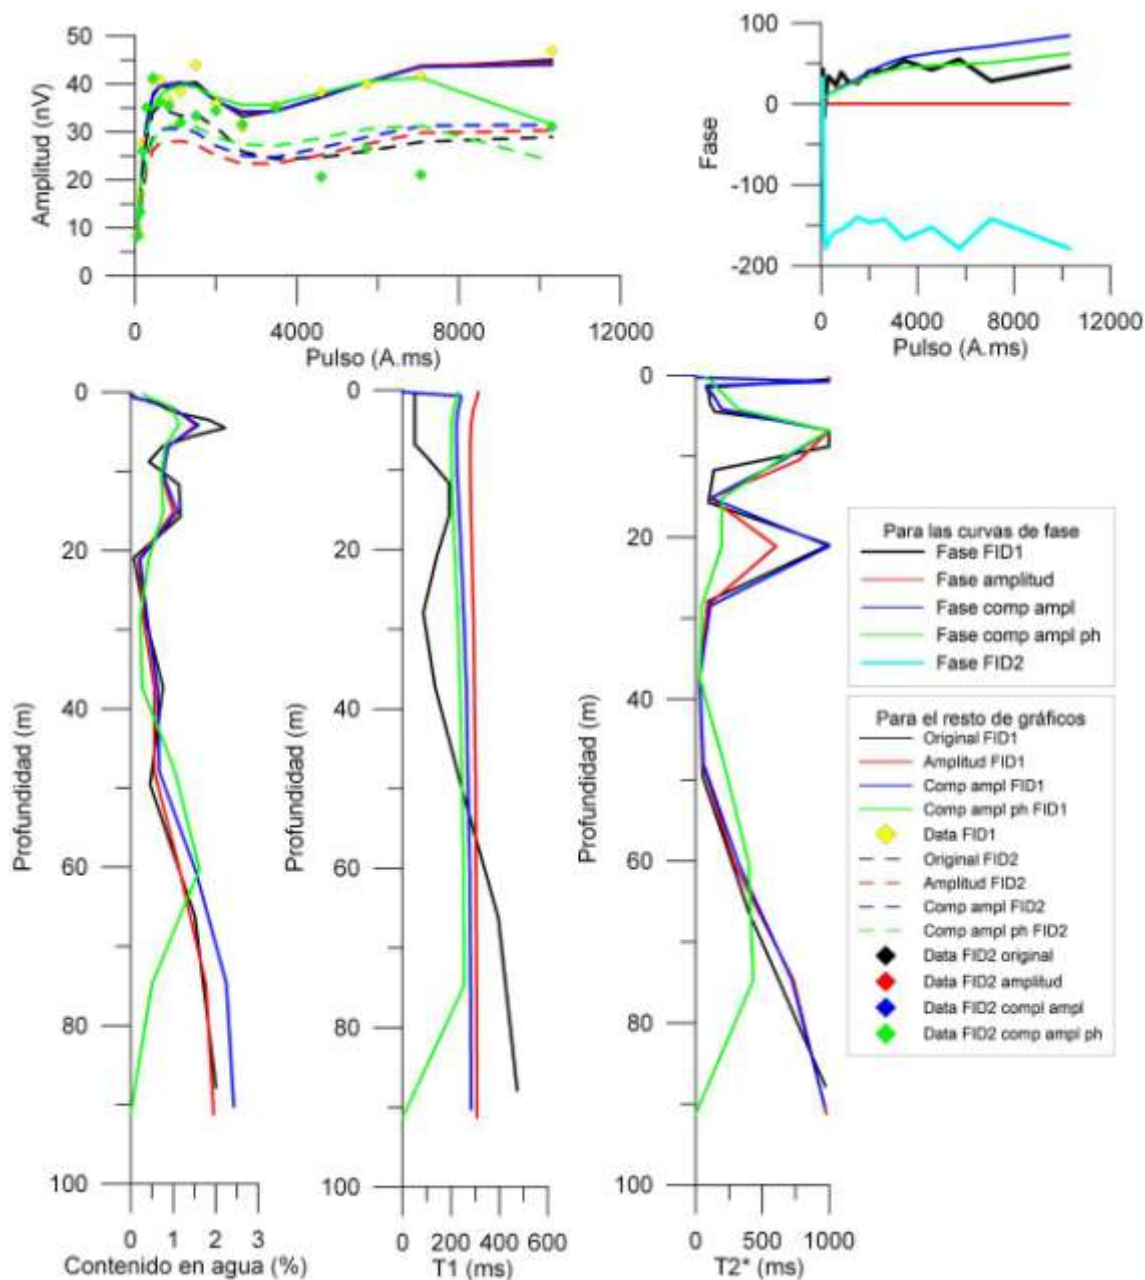 50
40
30
20
10
0
Amplitud (nV)
0 4000 8000 12000
Pulso (A.ms)
100
0
-100
-200
Fase
0 4000 8000 12000
Pulso (A.ms)
0
20
40
60
80
100
Profundidad (m)
0 1 2 3
Contenido en agua (%)
0
20
40
60
80
100
Profundidad (m)
0 200 400 600
T1 (ms)
0
20
40
60
80
100
Profundidad (m)
0 500 1000
T2* (ms)
Para las curvas de fase
Fase FID1
Fase amplitud
Fase comp ampl
Fase comp ampl ph
Fase FID2
Para el resto de gráficos
Original FID1
Amplitud FID1
Comp ampl FID1
Comp ampl ph FID1
Data FID1
Original FID2
Amplitud FID2
Comp ampl FID2
Comp ampl ph FID2
Data FID2 original
Data FID2 amplitud
Data FID2 compl ampl
Data FID2 comp ampl ph